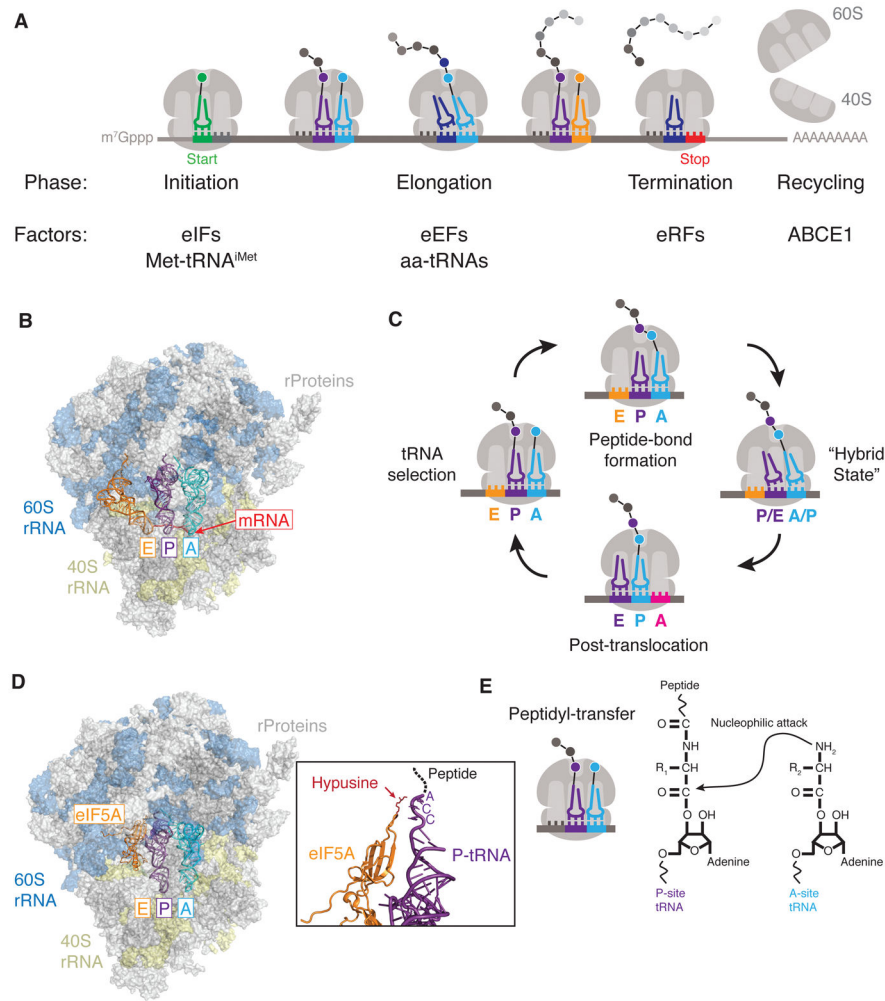 A
60S
40S
m⁷Gppp
AAAAAAAAA
Start
Stop
Phase: Initiation Elongation Termination Recycling
Factors: eIFs eEFs eRFs ABCE1
Met-tRNAⁱᴹᵉᵗ aa-tRNAs
B
rProteins
60S
rRNA
mRNA
E P A
40S
rRNA
C
E P A
Peptide-bond
formation
tRNA
selection
E P A
"Hybrid
State"
P/E A/P
E P A
Post-translocation
D
rProteins
eIF5A
60S
rRNA
E P A
40S
rRNA
Peptide
Hypusine
A
C
C
eIF5A
P-tRNA
E
Peptidyl-transfer
Peptide
Nucleophilic attack
O C
NH NH₂
R₁ CH R₂ CH
O C O C
O OH O OH
O O O O
Adenine Adenine
P-site
tRNA
A-site
tRNA